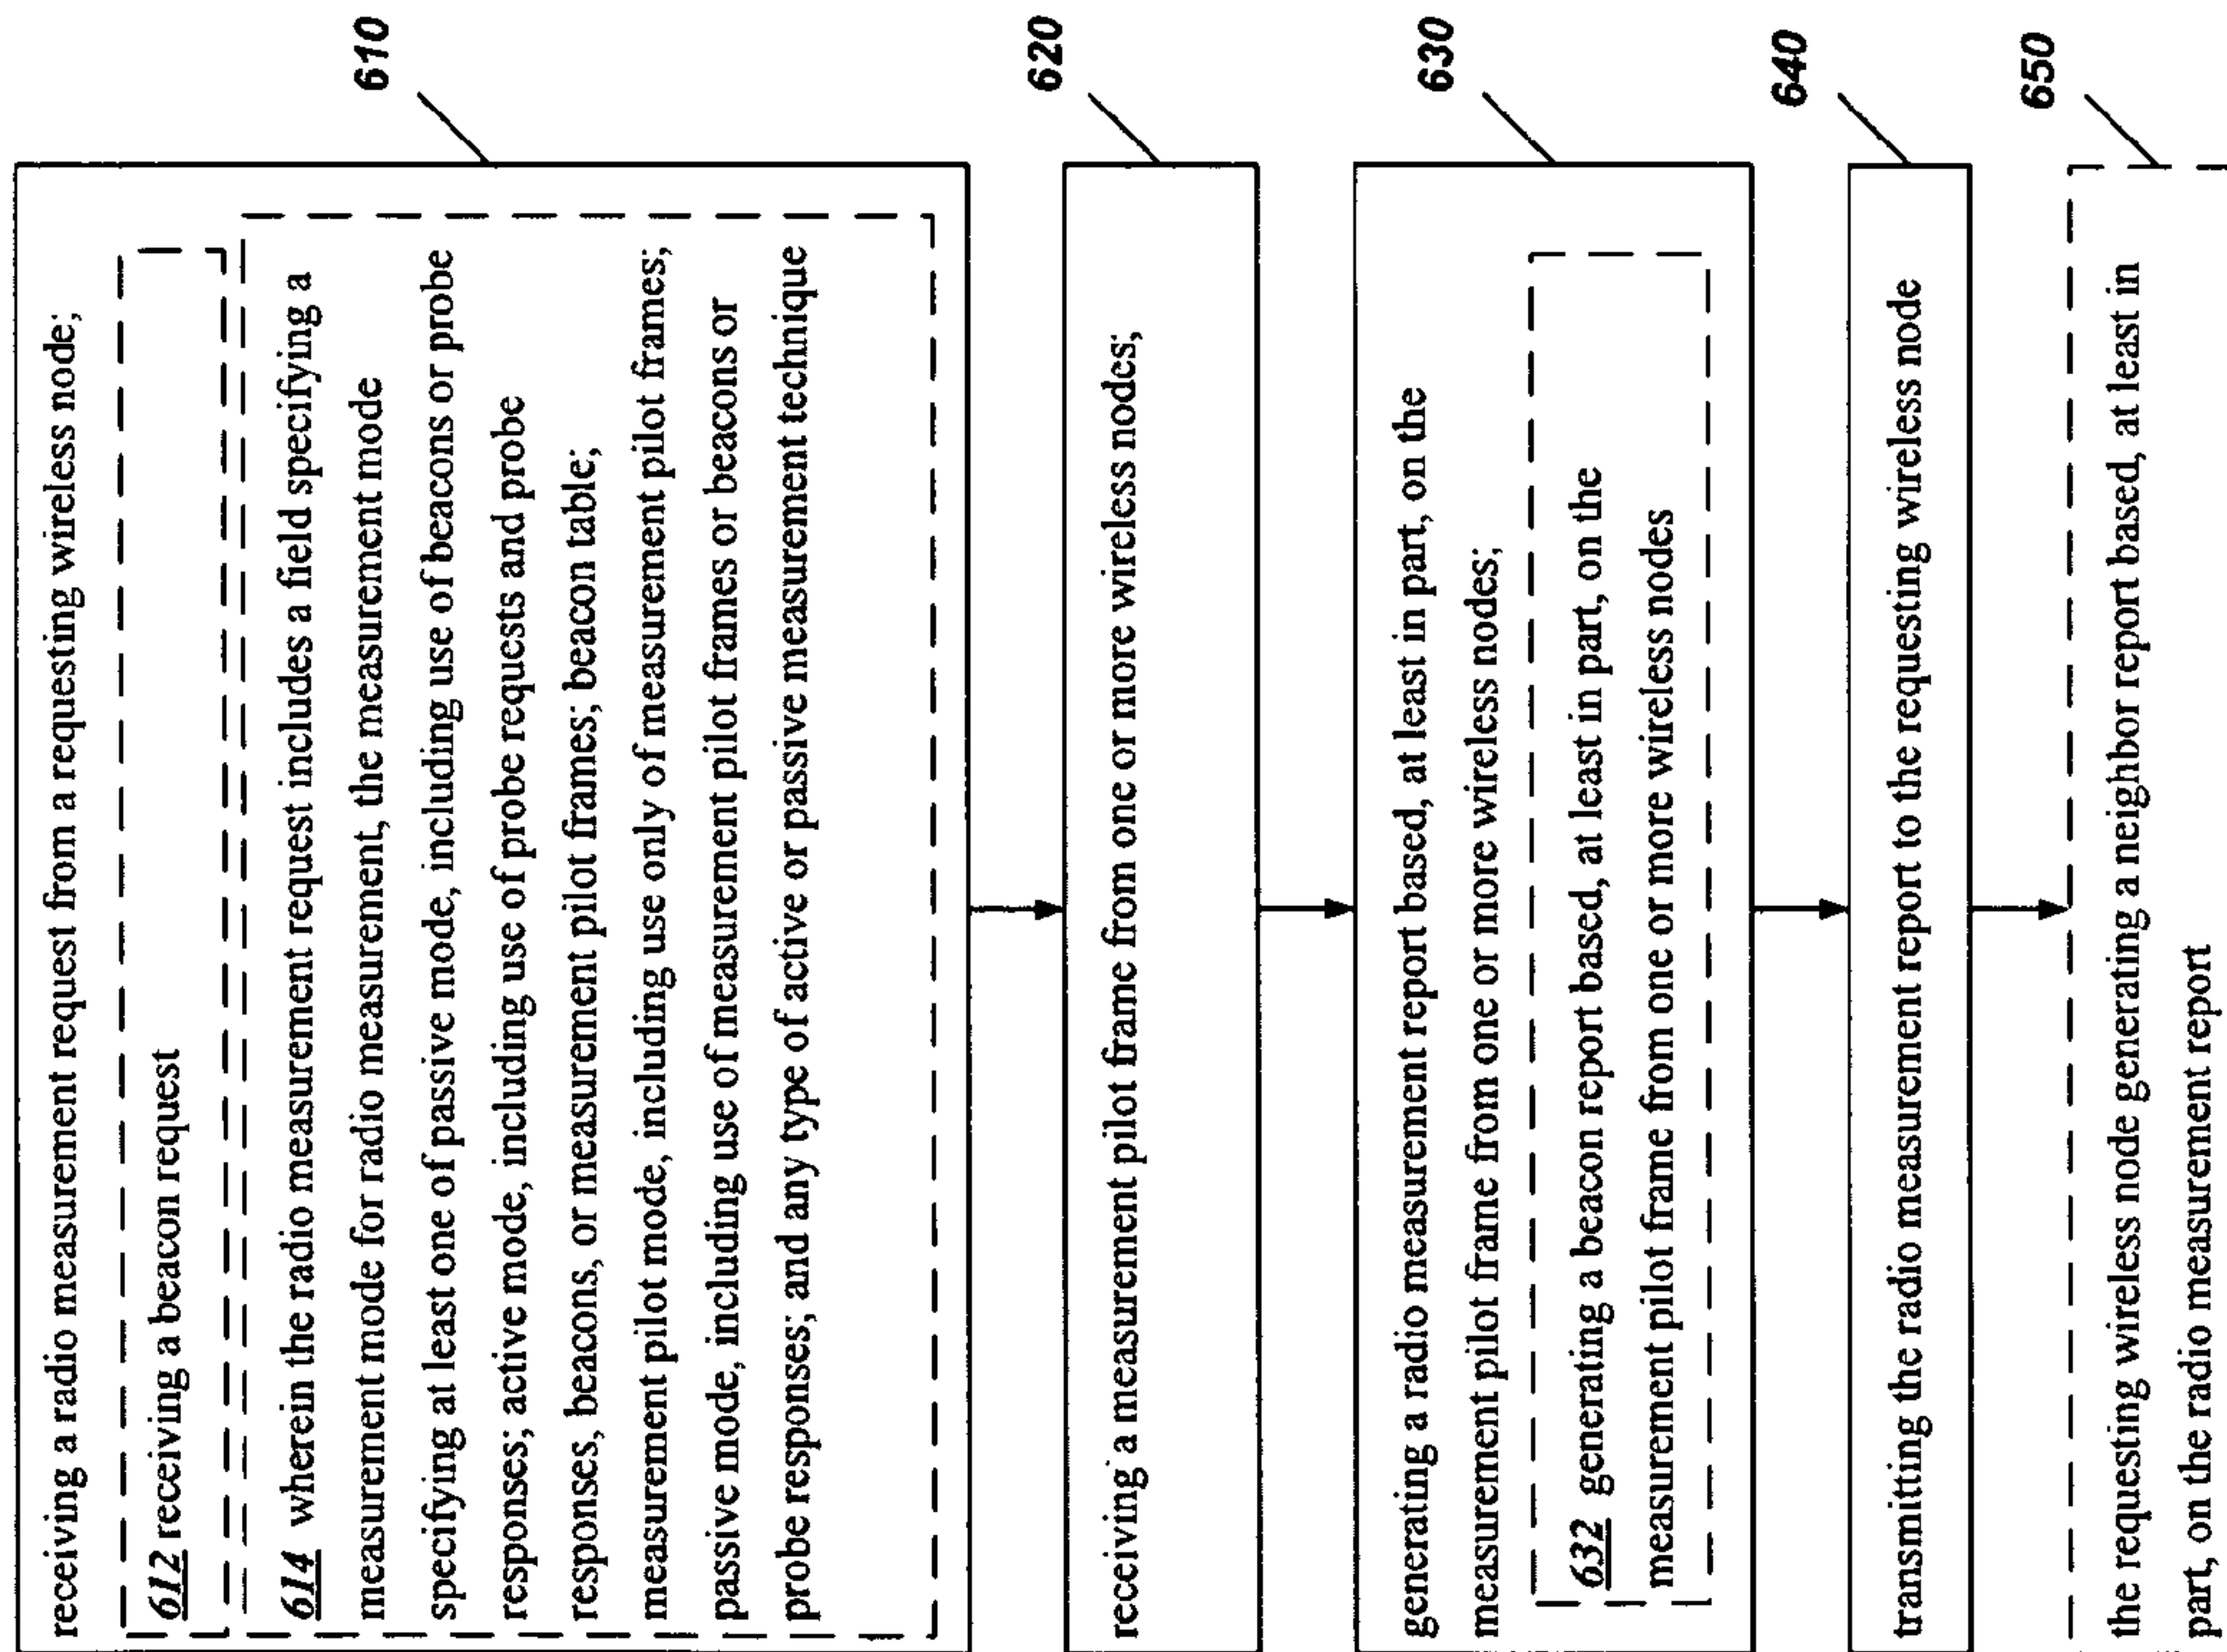 receiving a radio measurement request from a requesting wireless node;
612 receiving a beacon request
614 wherein the radio measurement request includes a field specifying a
measurement mode for radio measurement, the measurement mode
specifying at least one of passive mode, including use of beacons or probe
responses; active mode, including use of probe requests and probe
responses, beacons, or measurement pilot frames; beacon table;
measurement pilot mode, including use only of measurement pilot frames;
passive mode, including use of measurement pilot frames or beacons or
probe responses; and any type of active or passive measurement technique
610
receiving a measurement pilot frame from one or more wireless nodes;
620
generating a radio measurement report based, at least in part, on the
measurement pilot frame from one or more wireless nodes;
632 generating a beacon report based, at least in part, on the
measurement pilot frame from one or more wireless nodes
630
transmitting the radio measurement report to the requesting wireless node
640
the requesting wireless node generating a neighbor report based, at least in
part, on the radio measurement report
650